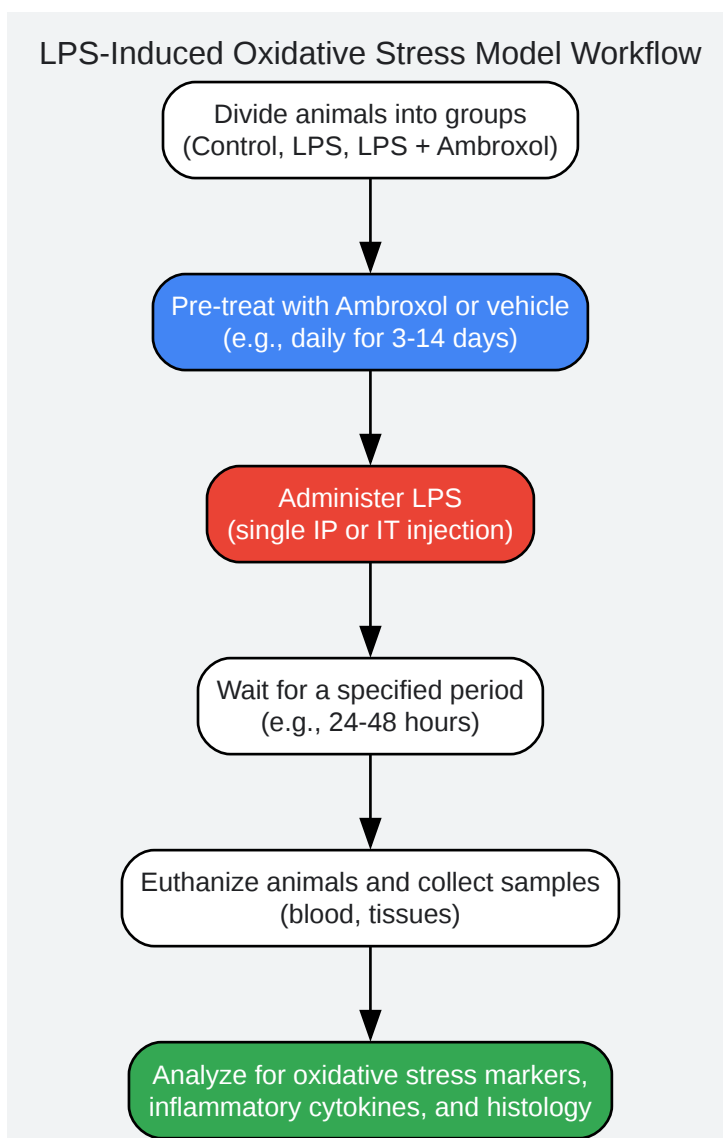 LPS-Induced Oxidative Stress Model Workflow
Divide animals into groups
(Control, LPS, LPS + Ambroxol)
Pre-treat with Ambroxol or vehicle
(e.g., daily for 3-14 days)
Administer LPS
(single IP or IT injection)
Wait for a specified period
(e.g., 24-48 hours)
Euthanize animals and collect samples
(blood, tissues)
Analyze for oxidative stress markers,
inflammatory cytokines, and histology